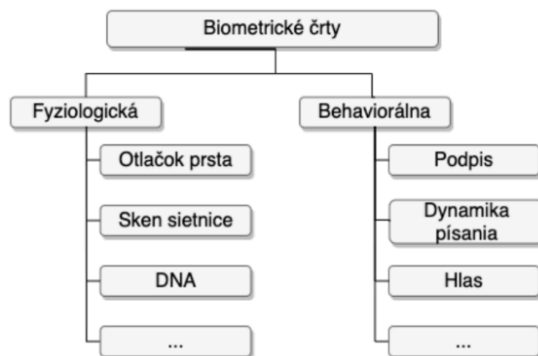 Biometrické črty
Fyziologická
Behaviorálna
Otlačok prsta
Podpis
Sken sietnice
Dynamika
písania
DNA
Hlas
...
...